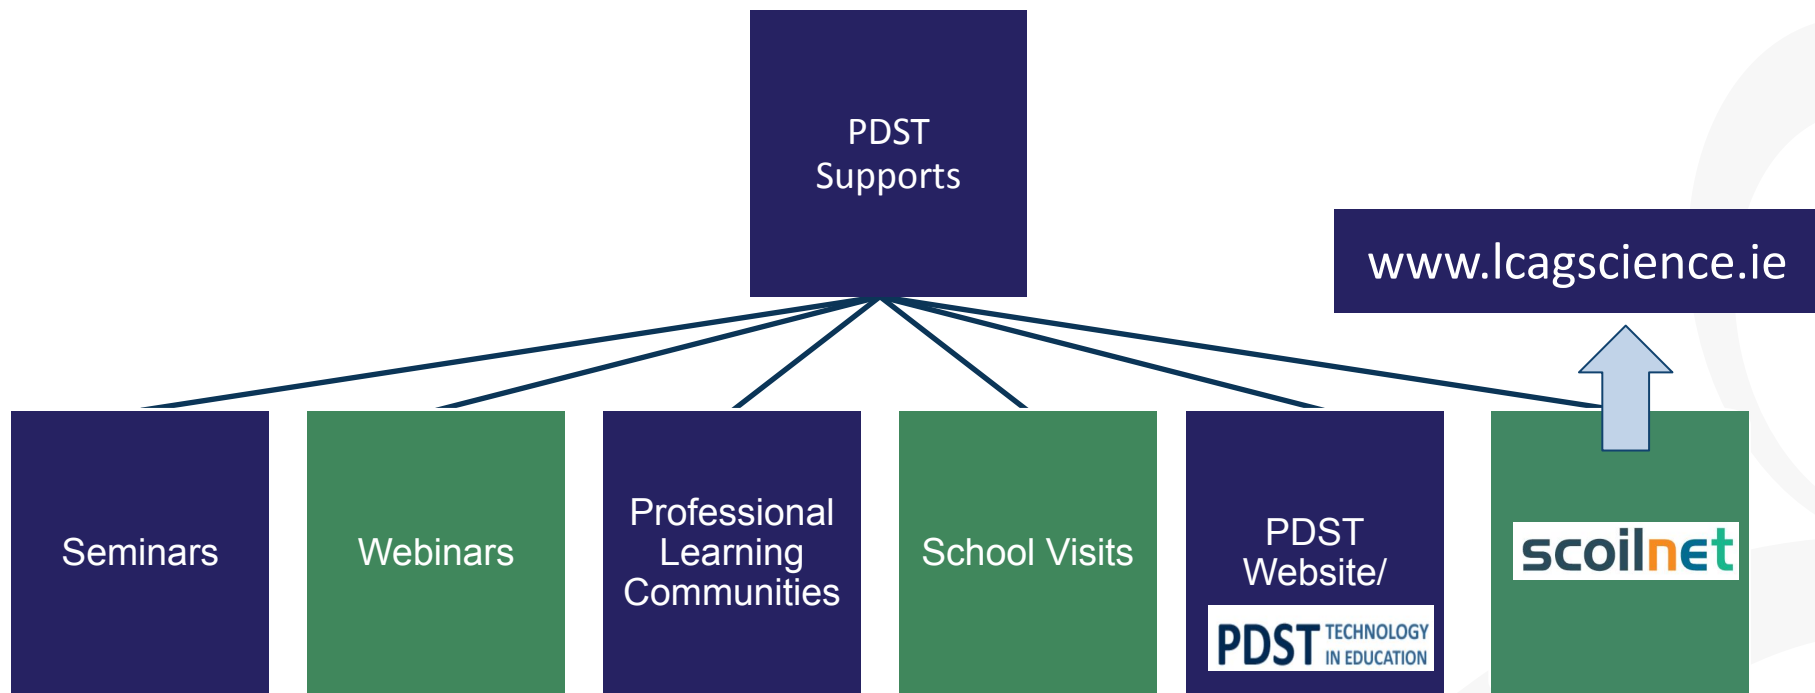 PDST
Supports
www.lcagscience.ie
Seminars
Webinars
Professional
Learning
Communities
School Visits
PDST
Website/
PDST TECHNOLOGY
IN EDUCATION
scoilnet